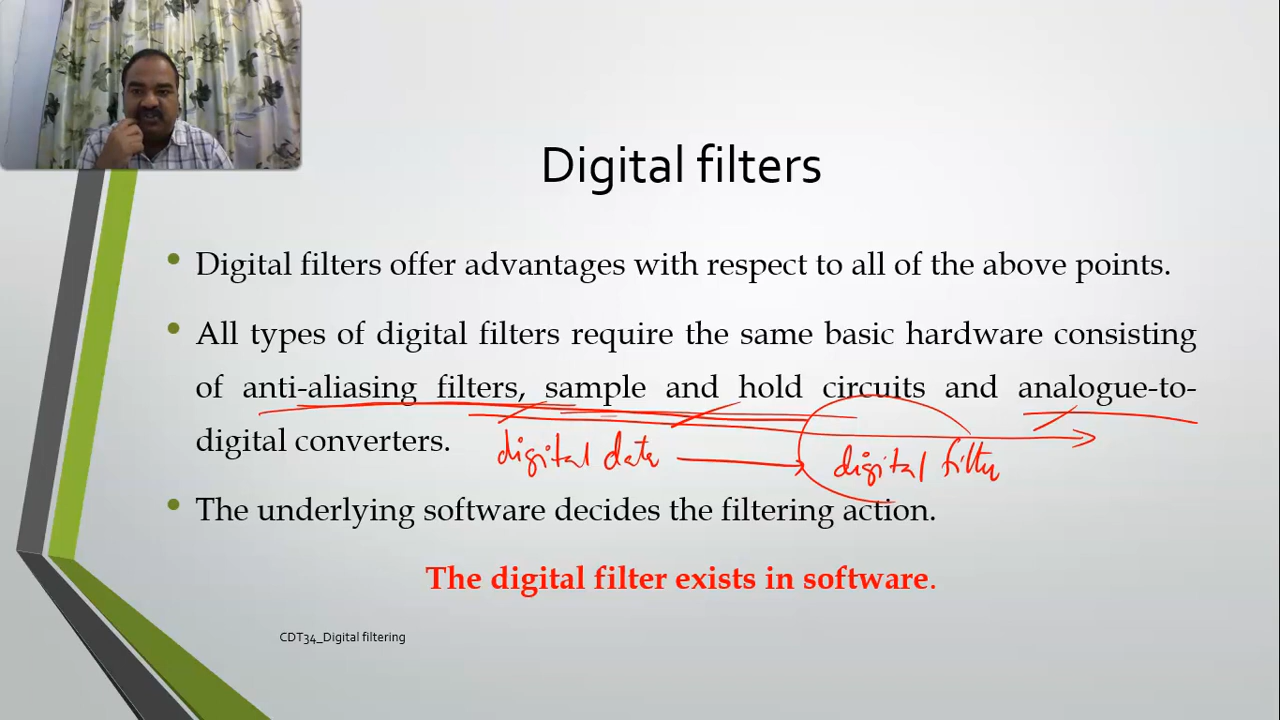 Digital filters
• Digital filters offer advantages with respect to all of the above points.
• All types of digital filters require the same basic hardware consisting
of anti-aliasing filters, sample and hold circuits and analogue-to-
digital converters.
digital data → digital filter
• The underlying software decides the filtering action.
The digital filter exists in software.
CDT34_Digital filtering